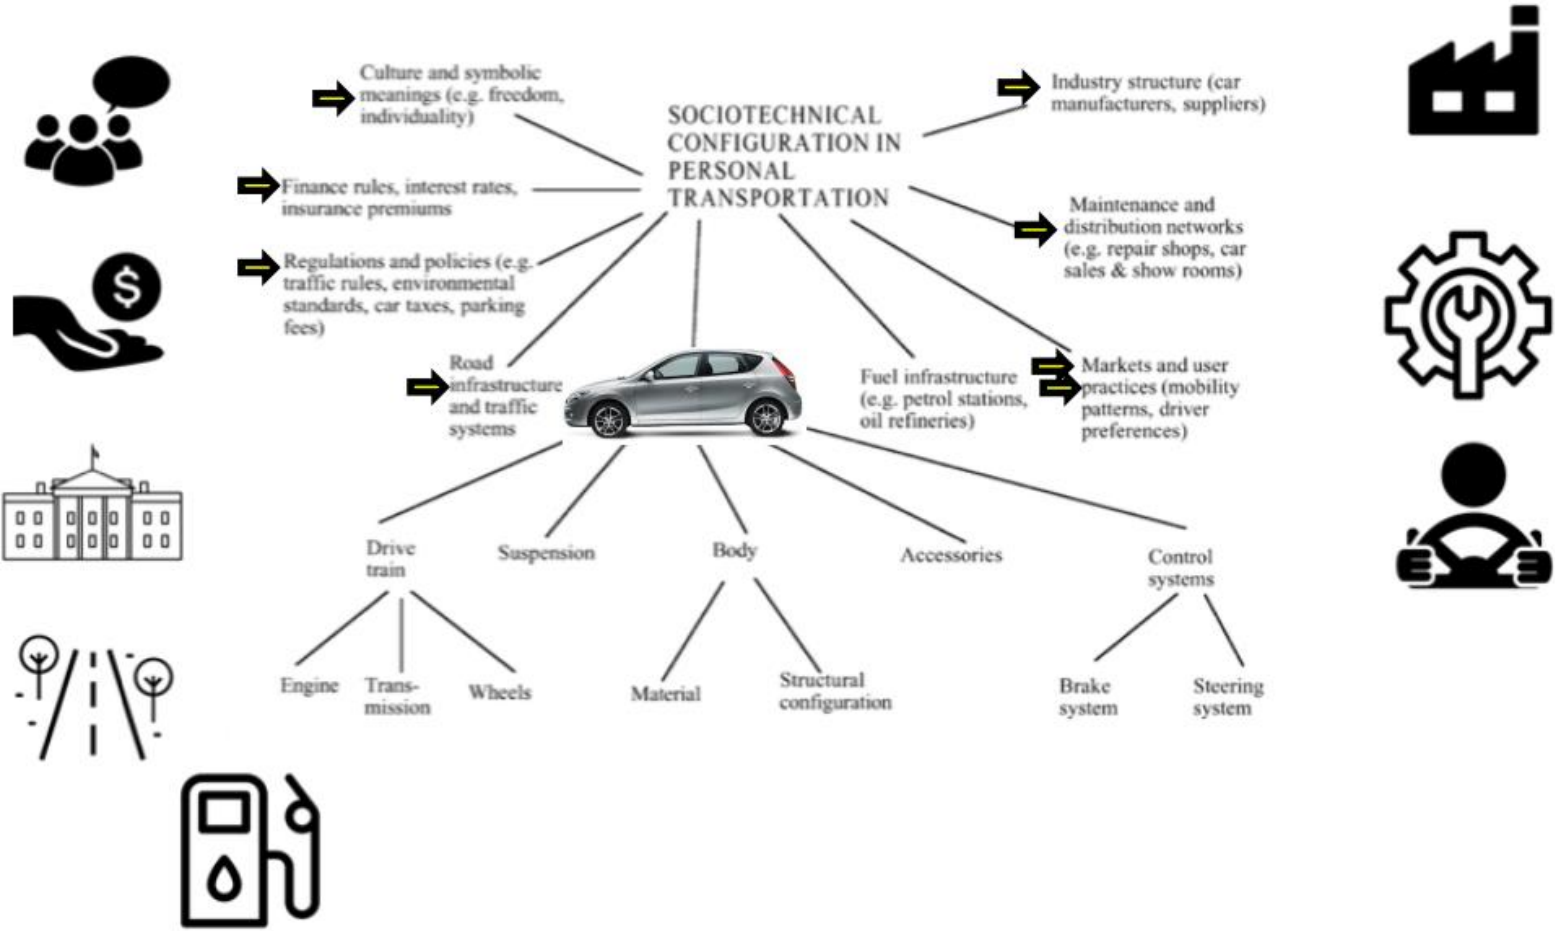 Culture and symbolic
meanings (e.g. freedom,
individuality)
SOCIOTECHNICAL
CONFIGURATION IN
PERSONAL
TRANSPORTATION
Industry structure (car
manufacturers, suppliers)
Finance rules, interest rates,
insurance premiums
Maintenance and
distribution networks
(e.g. repair shops, car
sales & show rooms)
Regulations and policies (e.g.
traffic rules, environmental
standards, car taxes, parking
fees)
Road
infrastructure
and traffic
systems
Fuel infrastructure
(e.g. petrol stations,
oil refineries)
Markets and user
practices (mobility
patterns, driver
preferences)
Drive
train
Suspension
Body
Accessories
Control
systems
Engine
Trans-
mission
Wheels
Material
Structural
configuration
Brake
system
Steering
system
$